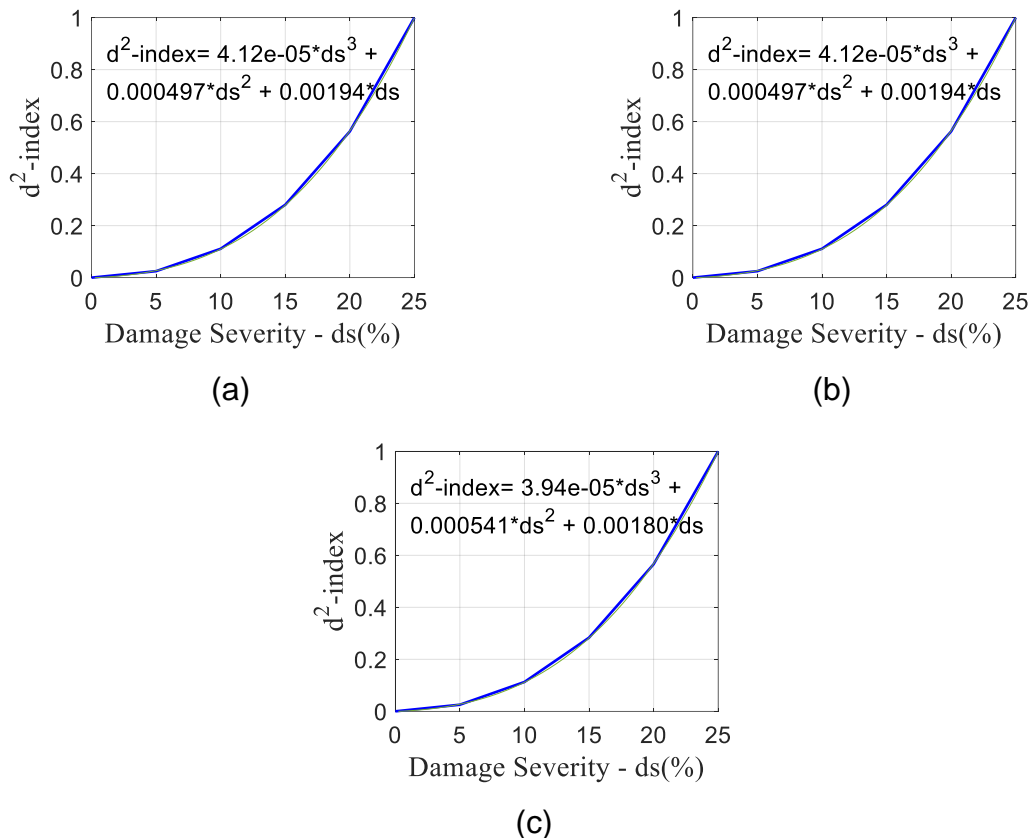 1
0.8
0.6
0.4
0.2
0
d²-index
d²-index= 4.12e-05*ds³ +
0.000497*ds² + 0.00194*ds
0 5 10 15 20 25
Damage Severity - ds(%)
(a)
1
0.8
0.6
0.4
0.2
0
d²-index
d²-index= 4.12e-05*ds³ +
0.000497*ds² + 0.00194*ds
0 5 10 15 20 25
Damage Severity - ds(%)
(b)
1
0.8
0.6
0.4
0.2
0
d²-index
d²-index= 3.94e-05*ds³ +
0.000541*ds² + 0.00180*ds
0 5 10 15 20 25
Damage Severity - ds(%)
(c)